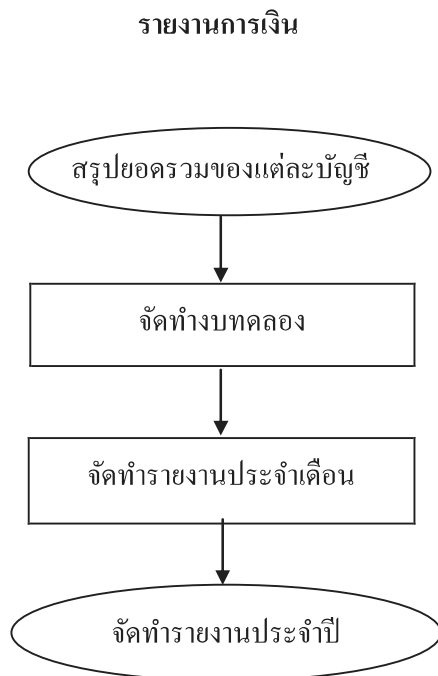 รายงานการเงิน
สรุปยอดรวมของแต่ละบัญชี
จัดทำงบทดลอง
จัดทำรายงานประจำเดือน
จัดทำรายงานประจำปี